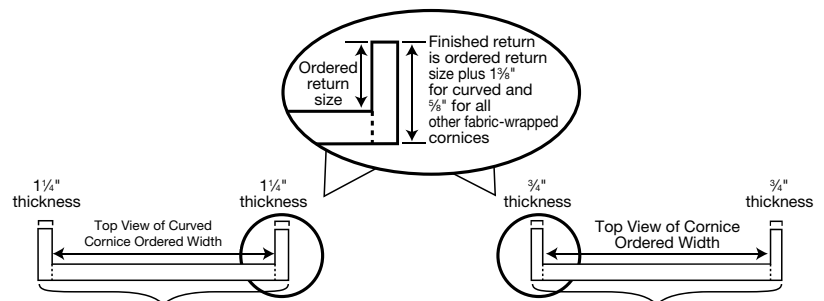 Ordered
return
size
Finished return
is ordered return
size plus 1⅜"
for curved and
⅝" for all
other fabric-wrapped
cornices
1¼"
thickness
1¼"
thickness
¾"
thickness
¾"
thickness
Top View of Curved
Cornice Ordered Width
Top View of Cornice
Ordered Width